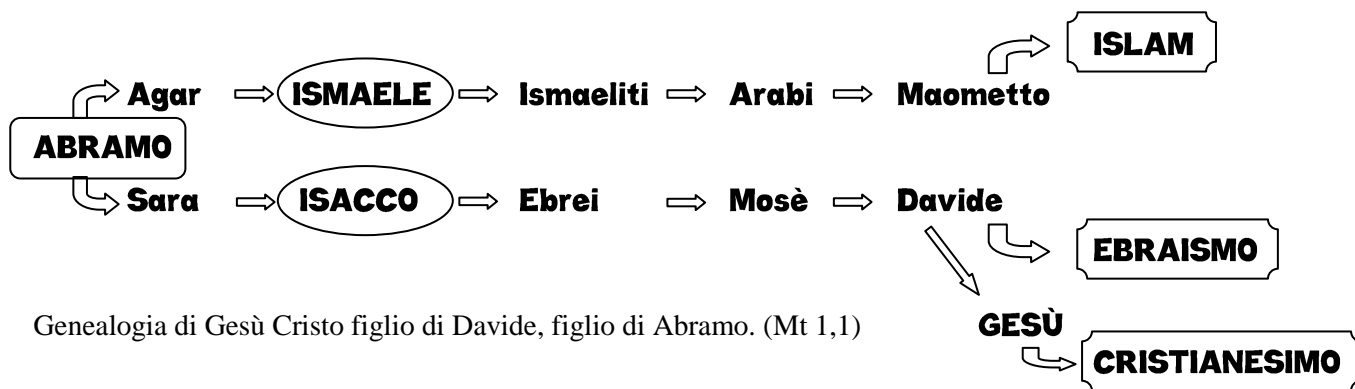 ISLAM
Agar ISMAELE Ismaeliti Arabi Maometto
ABRAMO
Sara ISACCO Ebrei Mosè Davide
EBRAISMO
Genealogia di Gesù Cristo figlio di Davide, figlio di Abramo. (Mt 1,1) GESÙ
CRISTIANESIMO